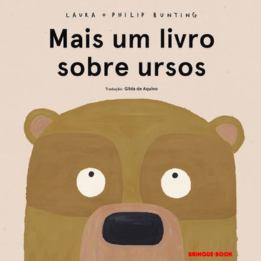 LAURA + PHILIP BUNTING
Mais um livro
sobre ursos
Tradução: Gilda de Aquino
BRINQUE-BOOK